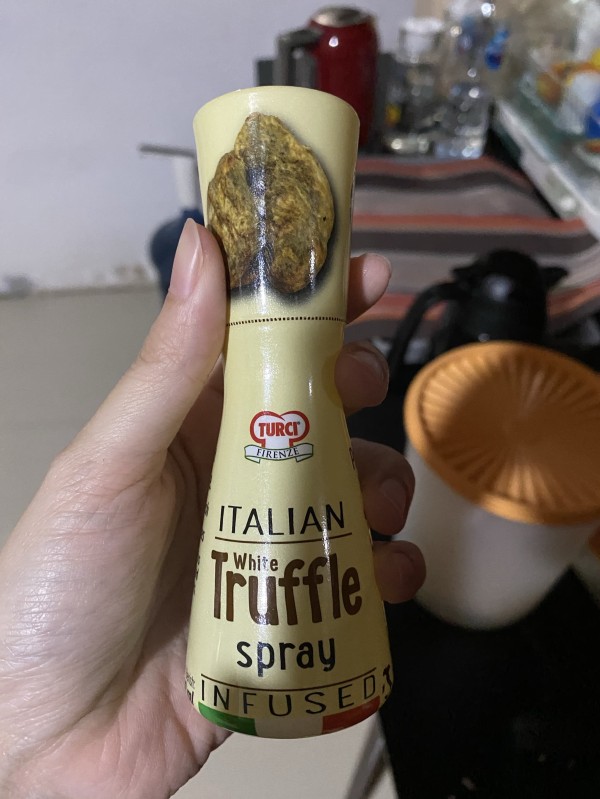 TURCI
FIRENZE
ITALIAN
White
Truffle
spray
INFUSED